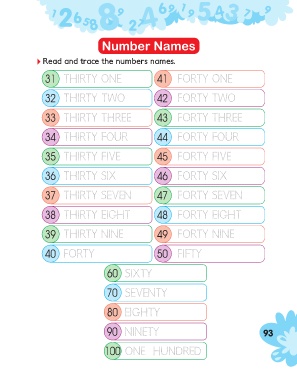 Number Names
Read and trace the numbers names.
31 THIRTY ONE 41 FORTY ONE
32 THIRTY TWO 42 FORTY TWO
33 THIRTY THREE 43 FORTY THREE
34 THIRTY FOUR 44 FORTY FOUR
35 THIRTY FIVE 45 FORTY FIVE
36 THIRTY SIX 46 FORTY SIX
37 THIRTY SEVEN 47 FORTY SEVEN
38 THIRTY EIGHT 48 FORTY EIGHT
39 THIRTY NINE 49 FORTY NINE
40 FORTY 50 FIFTY
60 SIXTY
70 SEVENTY
80 EIGHTY
90 NINETY
100 ONE HUNDRED
93